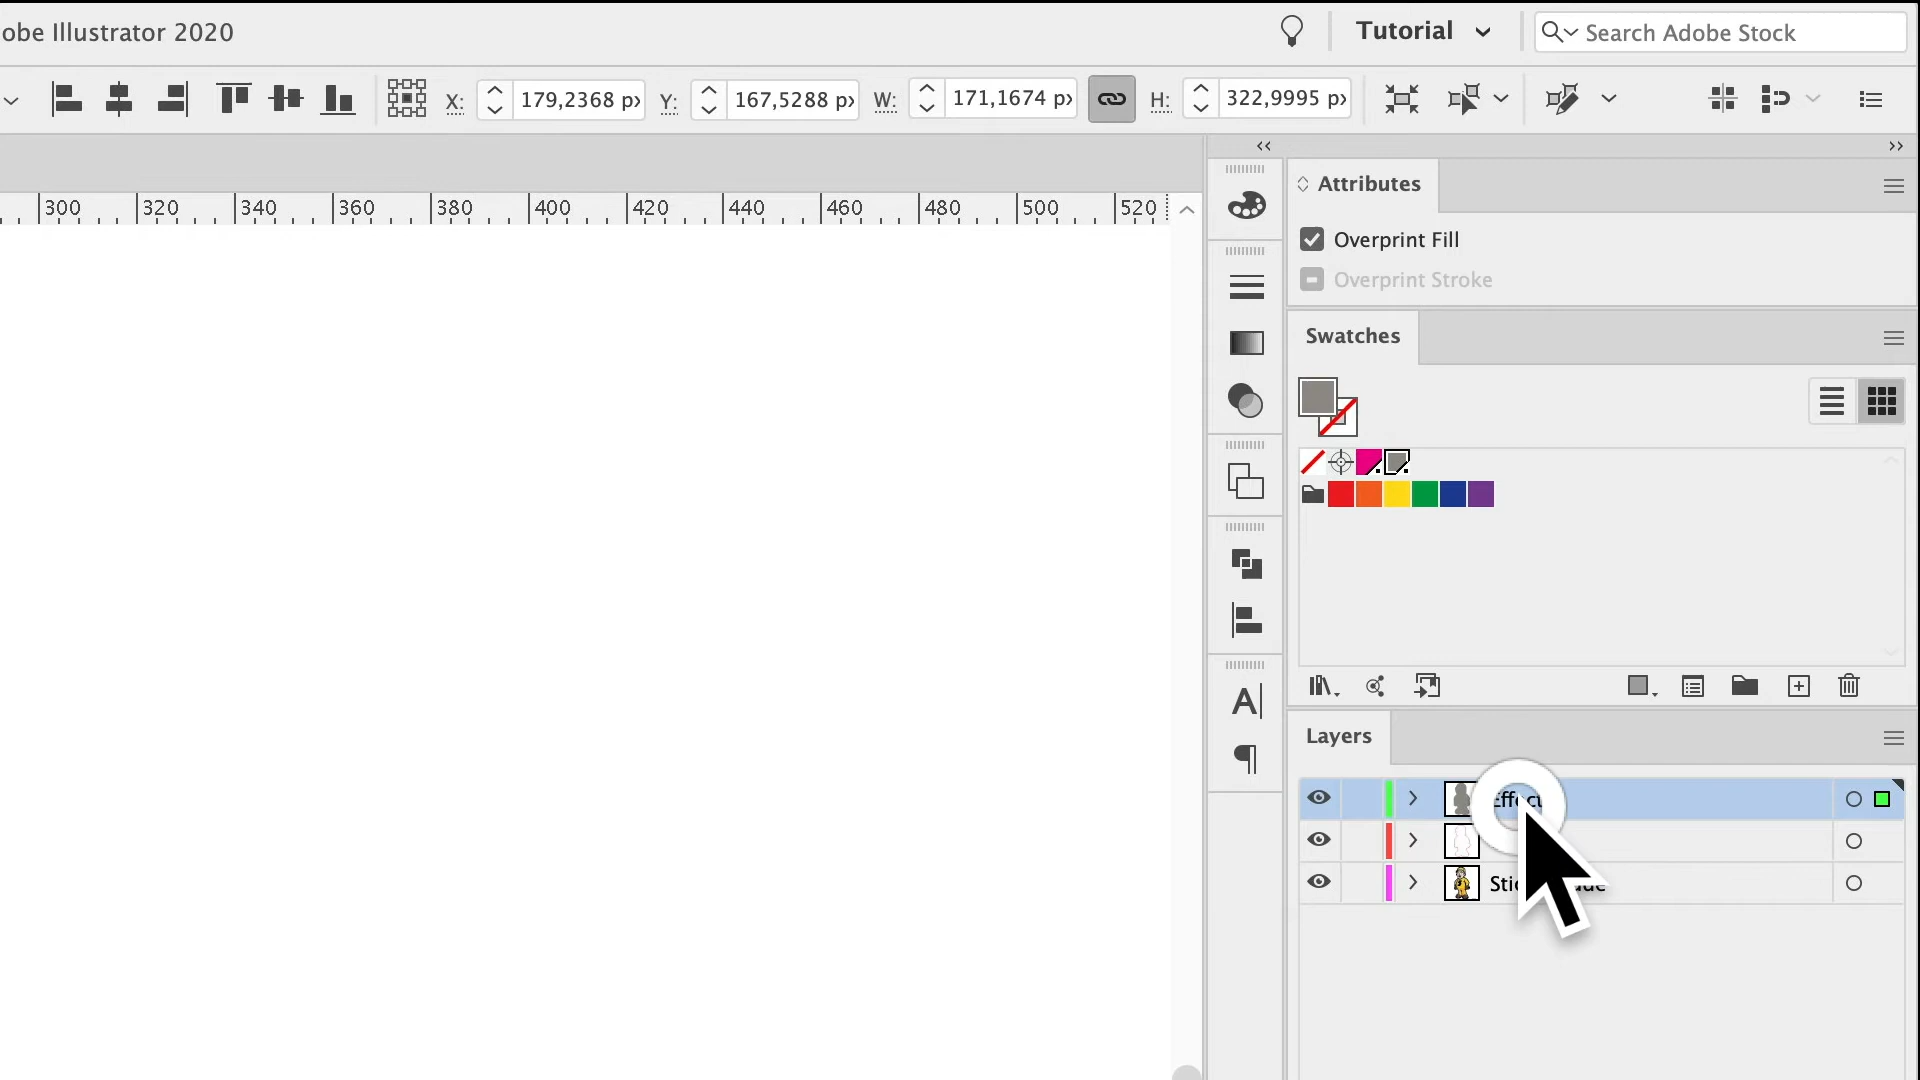 obe Illustrator 2020
Tutorial
Search Adobe Stock
X: 179,2368 px Y: 167,5288 px W: 171,1674 px H: 322,9995 px
300 320 340 360 380 400 420 440 460 480 500 520
Attributes
Overprint Fill
Overprint Stroke
Swatches
Layers